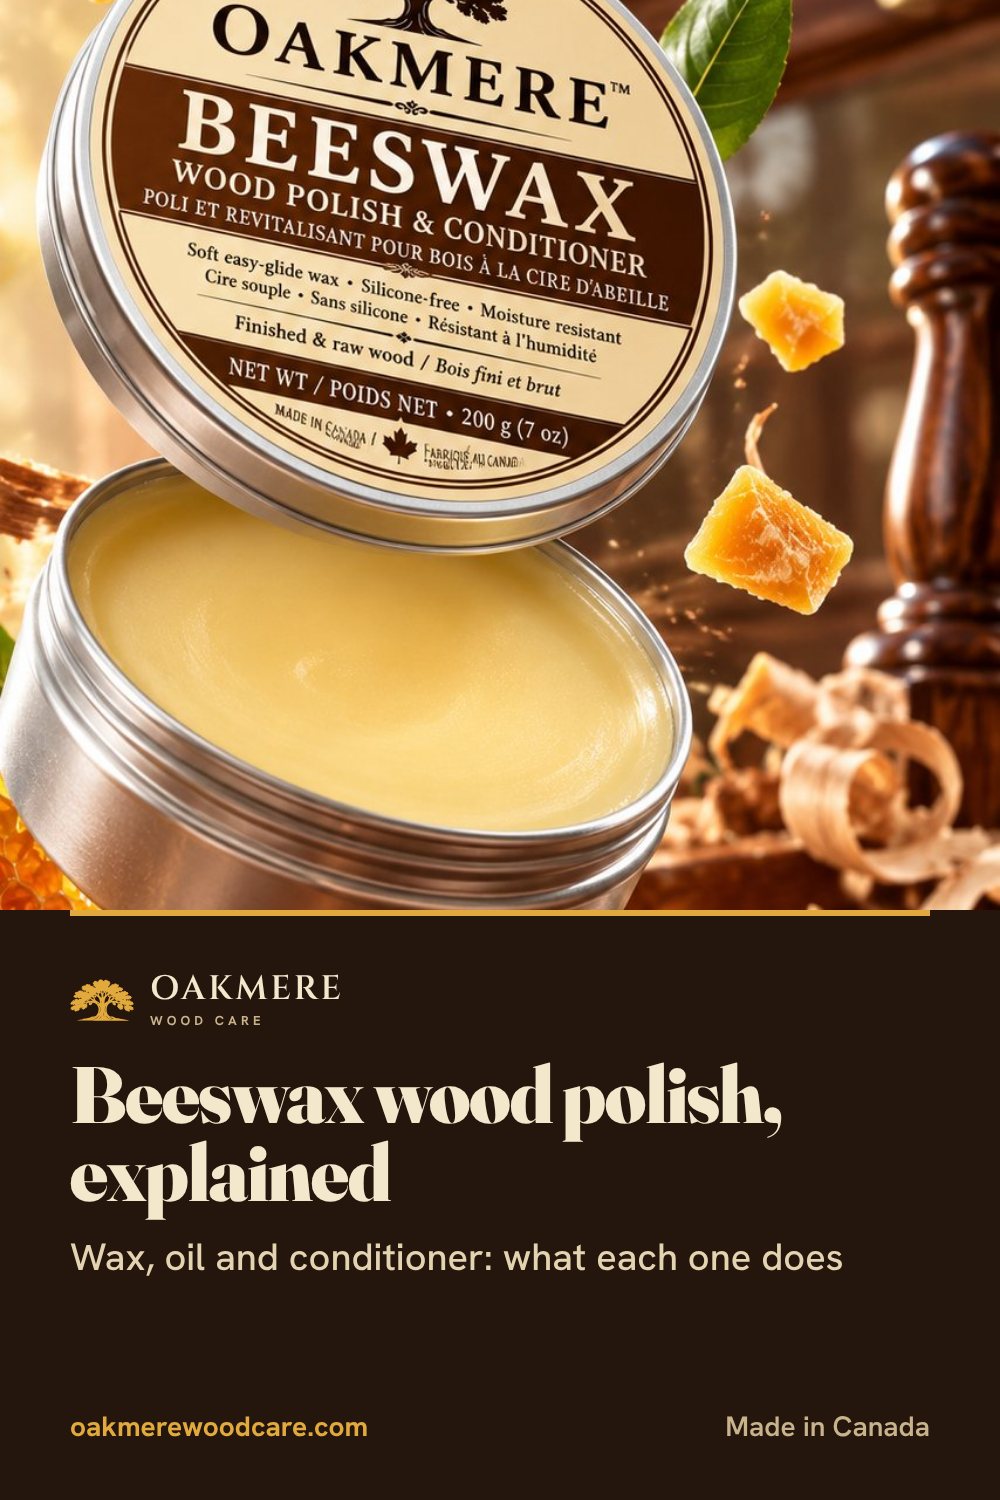 OAKMERE™
BEESWAX
WOOD POLISH & CONDITIONER
POLI ET REVITALISANT POUR BOIS À LA CIRE D'ABEILLE
Soft easy-glide wax • Silicone-free • Moisture resistant
Cire souple • Sans silicone • Résistant à l'humidité
Finished & raw wood / Bois fini et brut
NET WT / POIDS NET • 200 g (7 oz)
MADE IN CANADA /
OAKMERE
WOOD CARE
Beeswax wood polish,
explained
Wax, oil and conditioner: what each one does
oakmerewoodcare.com
Made in Canada